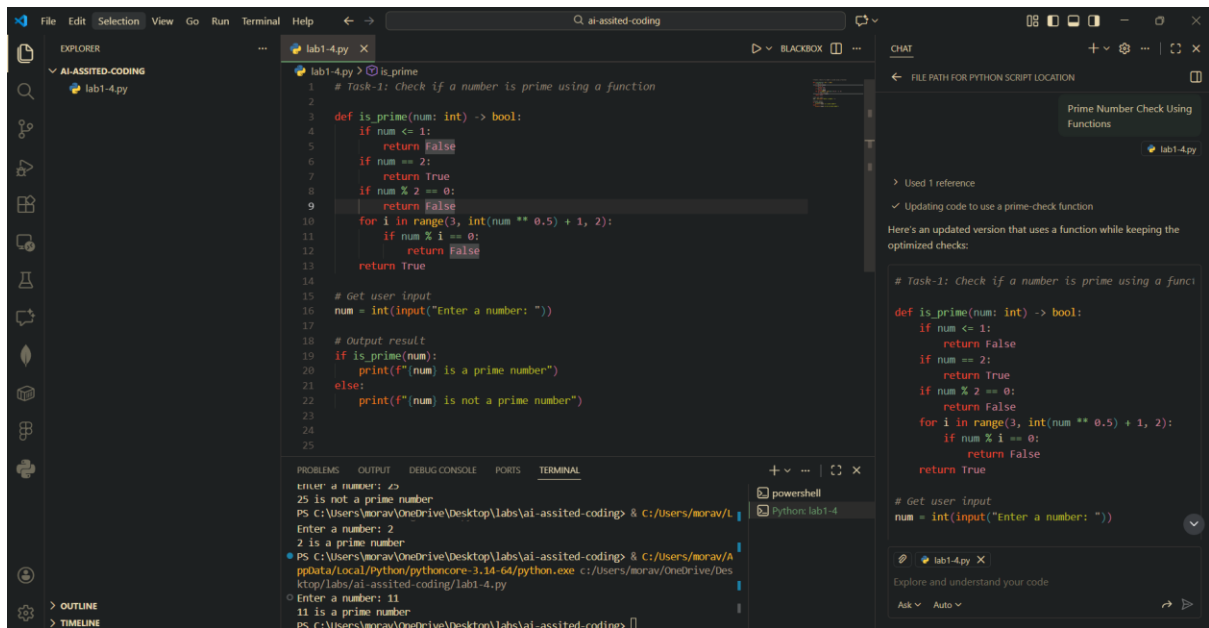 File Edit Selection View Go Run Terminal Help
ai-assited-coding
EXPLORER
AI-ASSITED-CODING
lab1-4.py
OUTLINE
TIMELINE
lab1-4.py
BLACKBOX
lab1-4.py > is_prime
1 # Task-1: Check if a number is prime using a function
2
3 def is_prime(num: int) -> bool:
4     if num <= 1:
5         return False
6     if num == 2:
7         return True
8     if num % 2 == 0:
9         return False
10     for i in range(3, int(num ** 0.5) + 1, 2):
11         if num % i == 0:
12             return False
13     return True
14
15 # Get user input
16 num = int(input("Enter a number: "))
17
18 # Output result
19 if is_prime(num):
20     print(f"{num} is a prime number")
21 else:
22     print(f"{num} is not a prime number")
23
24
25
PROBLEMS OUTPUT DEBUG CONSOLE PORTS TERMINAL
Enter a number: 25
25 is not a prime number
PS C:\Users\morav\OneDrive\Desktop\labs\ai-assited-coding> & C:/Users/morav/L
Enter a number: 2
2 is a prime number
PS C:\Users\morav\OneDrive\Desktop\labs\ai-assited-coding> & C:/Users/morav/A
ppData/Local/Python/pythoncore-3.14-64/python.exe c:/Users/morav/OneDrive/Des
ktop/labs/ai-assited-coding/lab1-4.py
Enter a number: 11
11 is a prime number
PS C:\Users\morav\OneDrive\Desktop\labs\ai-assited-coding>
powershell
Python: lab1-4
CHAT
FILE PATH FOR PYTHON SCRIPT LOCATION
Prime Number Check Using
Functions
lab1-4.py
> Used 1 reference
✓ Updating code to use a prime-check function
Here's an updated version that uses a function while keeping the
optimized checks:
# Task-1: Check if a number is prime using a funct
def is_prime(num: int) -> bool:
    if num <= 1:
        return False
    if num == 2:
        return True
    if num % 2 == 0:
        return False
    for i in range(3, int(num ** 0.5) + 1, 2):
        if num % i == 0:
            return False
    return True
# Get user input
num = int(input("Enter a number: "))
lab1-4.py
Explore and understand your code
Ask Auto